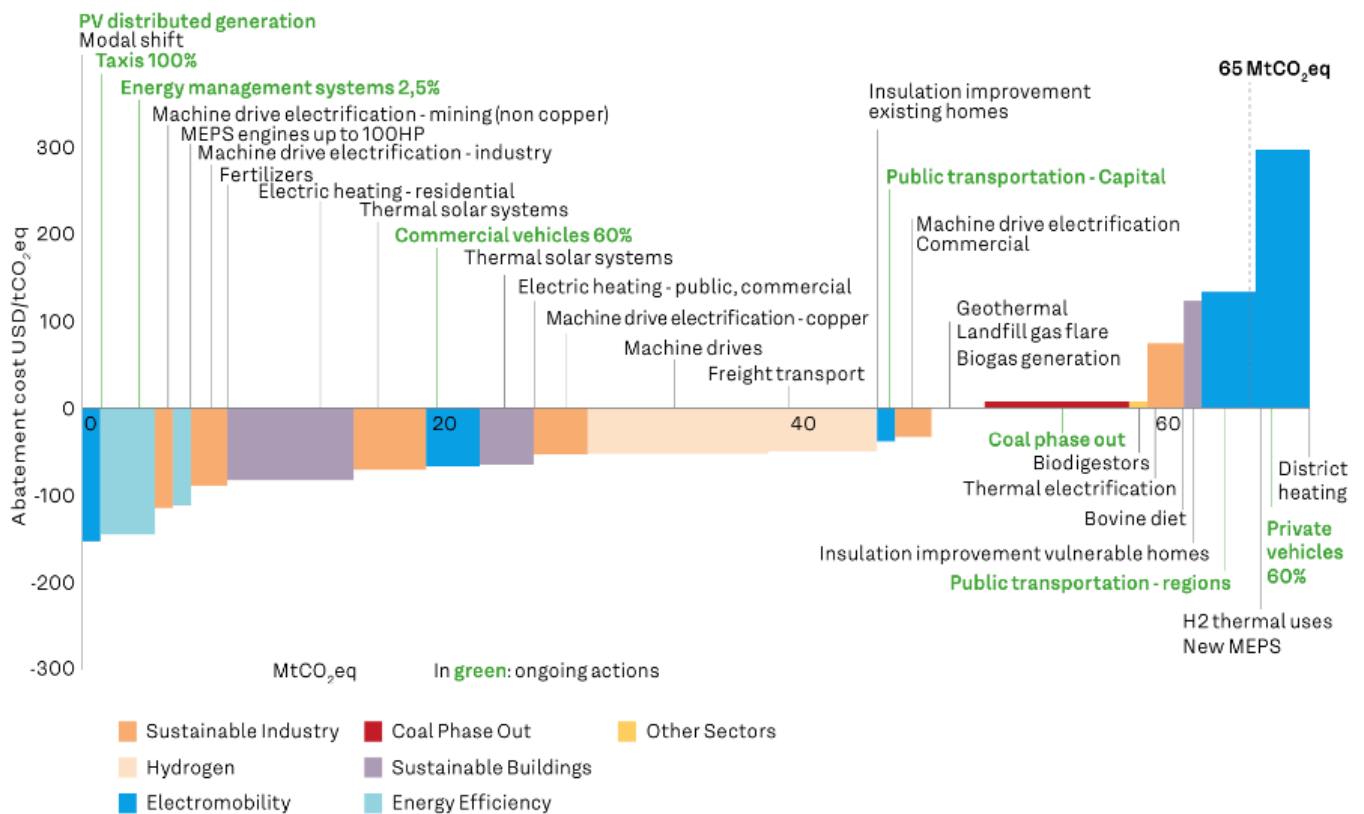 PV distributed generation
Modal shift
Taxis 100%
Energy management systems 2,5%
Machine drive electrification - mining (non copper)
MEPS engines up to 100HP
Machine drive electrification - industry
Fertilizers
Electric heating - residential
Thermal solar systems
Commercial vehicles 60%
Thermal solar systems
Electric heating - public, commercial
Machine drive electrification - copper
Machine drives
Freight transport
Insulation improvement
existing homes
Public transportation - Capital
Machine drive electrification
Commercial
Geothermal
Landfill gas flare
Biogas generation
65 MtCO₂eq
Abatement cost USD/tCO₂eq
300
200
100
0
-100
-200
-300
0
20
40
60
Coal phase out
Biodigestors
Thermal electrification
Bovine diet
Insulation improvement vulnerable homes
Public transportation - regions
District
heating
Private
vehicles
60%
H2 thermal uses
New MEPS
MtCO₂eq
In green: ongoing actions
Sustainable Industry
Coal Phase Out
Other Sectors
Hydrogen
Sustainable Buildings
Electromobility
Energy Efficiency